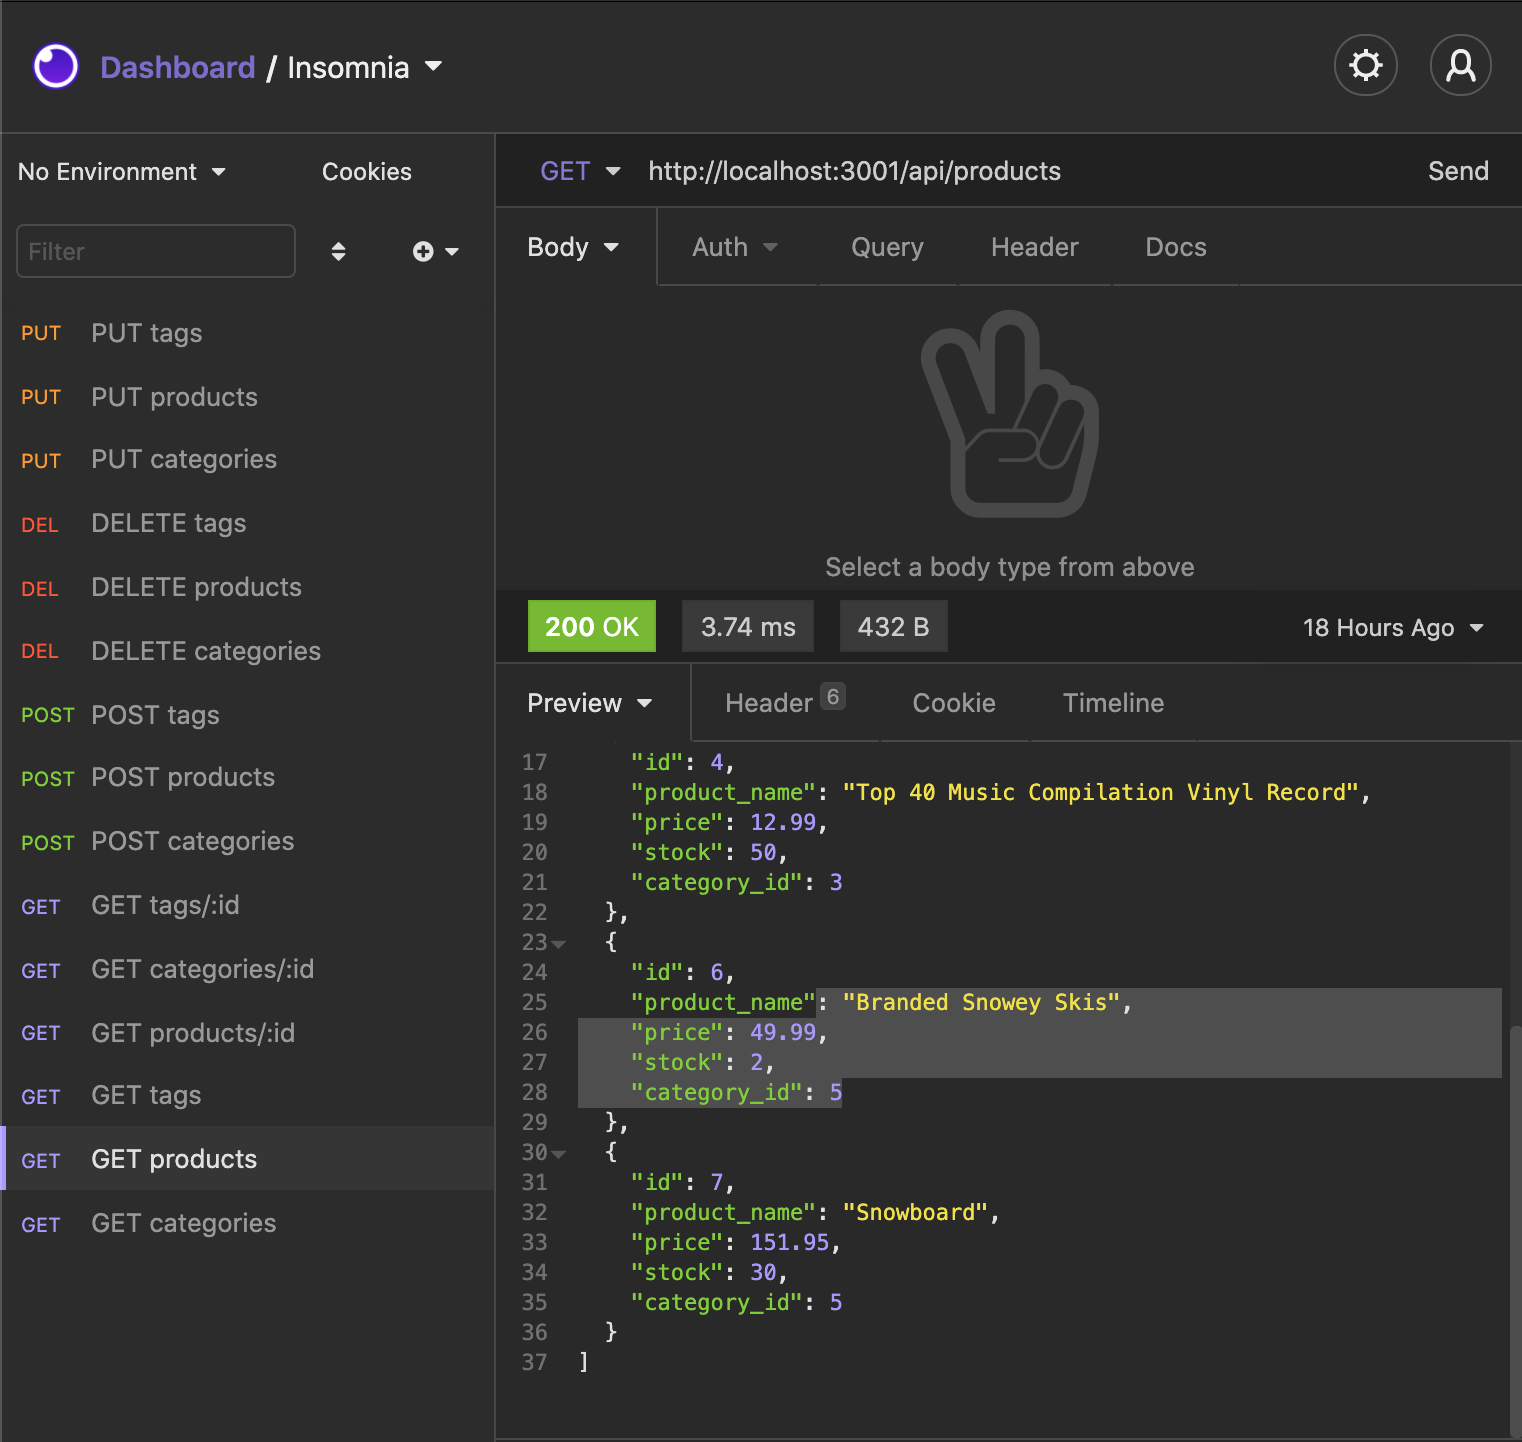 Dashboard / Insomnia
No Environment
Cookies
Filter
PUT PUT tags
PUT PUT products
PUT PUT categories
DEL DELETE tags
DEL DELETE products
DEL DELETE categories
POST POST tags
POST POST products
POST POST categories
GET GET tags/:id
GET GET categories/:id
GET GET products/:id
GET GET tags
GET GET products
GET GET categories
GET http://localhost:3001/api/products Send
Body Auth Query Header Docs
Select a body type from above
200 OK 3.74 ms 432 B 18 Hours Ago
Preview Header 6 Cookie Timeline
17 "id": 4,
18 "product_name": "Top 40 Music Compilation Vinyl Record",
19 "price": 12.99,
20 "stock": 50,
21 "category_id": 3
22 },
23 {
24 "id": 6,
25 "product_name": "Branded Snowey Skis",
26 "price": 49.99,
27 "stock": 2,
28 "category_id": 5
29 },
30 {
31 "id": 7,
32 "product_name": "Snowboard",
33 "price": 151.95,
34 "stock": 30,
35 "category_id": 5
36 }
37 ]